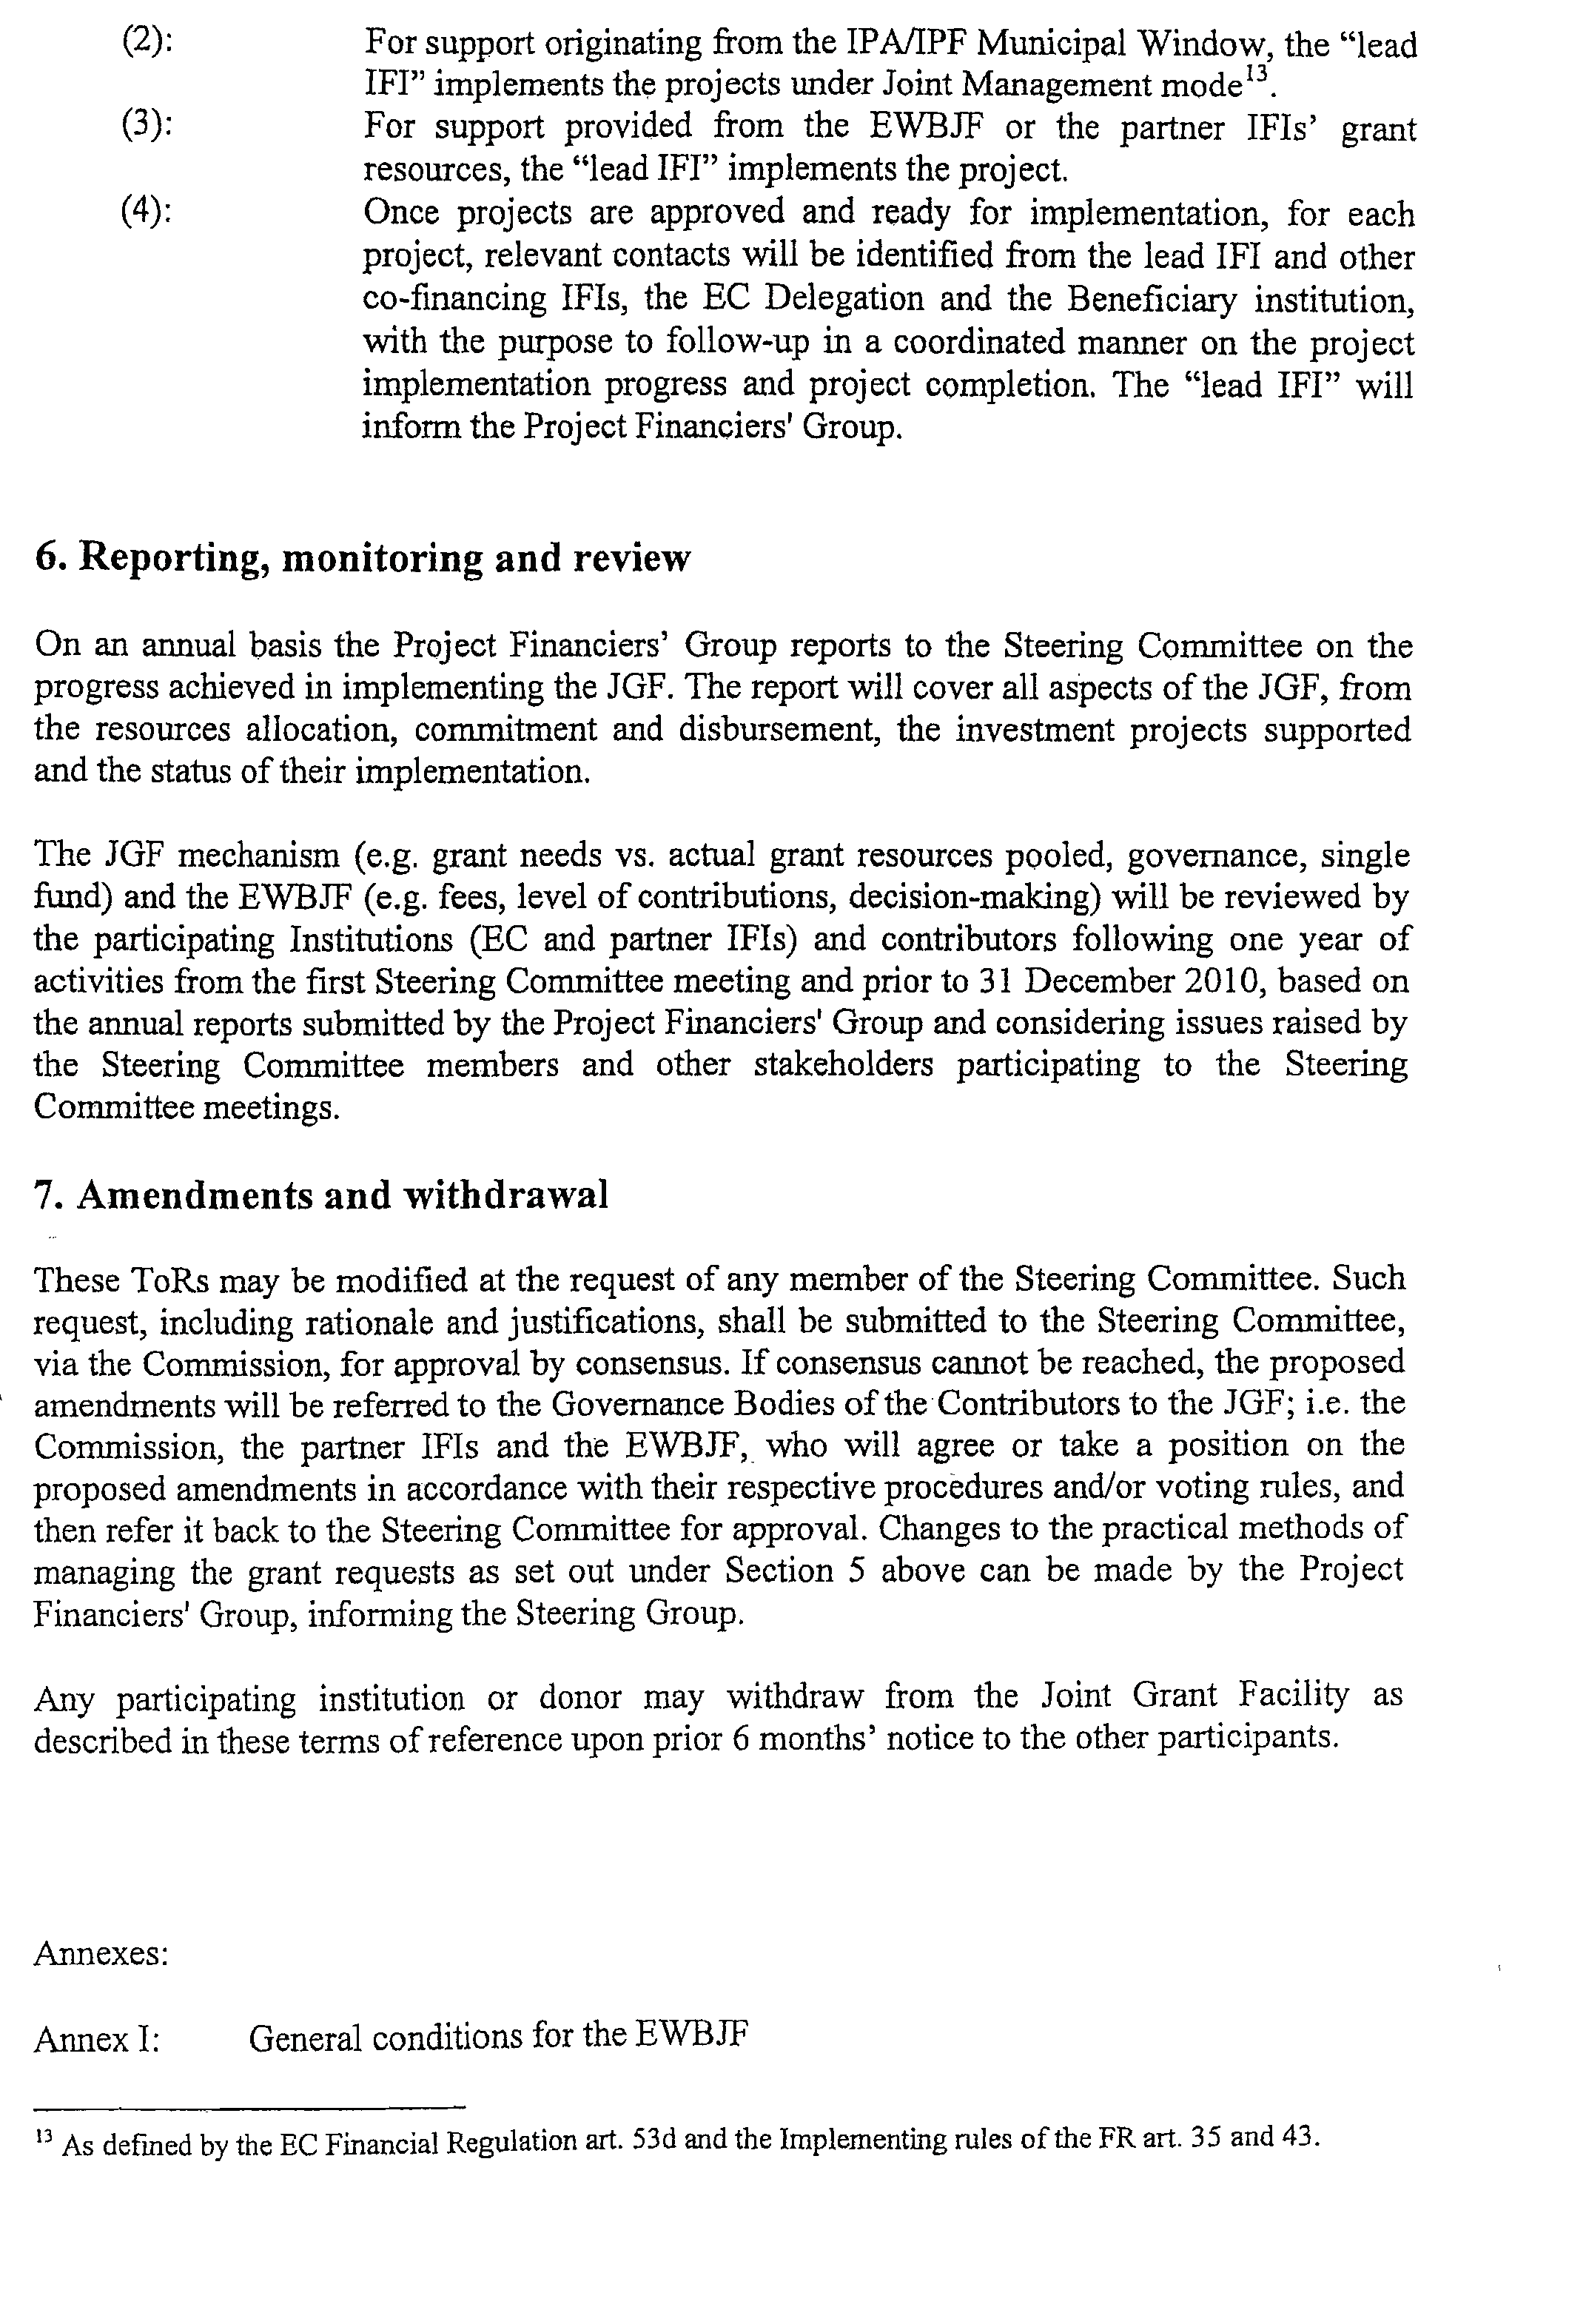 (2): For support originating from the IPA/IPF Municipal Window, the “lead
IFI” implements the projects under Joint Management mode¹³.
(3): For support provided from the EWBJF or the partner IFIs’ grant
resources, the “lead IFI” implements the project.
(4): Once projects are approved and ready for implementation, for each
project, relevant contacts will be identified from the lead IFI and other
co-financing IFIs, the EC Delegation and the Beneficiary institution,
with the purpose to follow-up in a coordinated manner on the project
implementation progress and project completion. The “lead IFI” will
inform the Project Financiers' Group.
6. Reporting, monitoring and review
On an annual basis the Project Financiers’ Group reports to the Steering Committee on the
progress achieved in implementing the JGF. The report will cover all aspects of the JGF, from
the resources allocation, commitment and disbursement, the investment projects supported
and the status of their implementation.
The JGF mechanism (e.g. grant needs vs. actual grant resources pooled, governance, single
fund) and the EWBJF (e.g. fees, level of contributions, decision-making) will be reviewed by
the participating Institutions (EC and partner IFIs) and contributors following one year of
activities from the first Steering Committee meeting and prior to 31 December 2010, based on
the annual reports submitted by the Project Financiers' Group and considering issues raised by
the Steering Committee members and other stakeholders participating to the Steering
Committee meetings.
7. Amendments and withdrawal
These ToRs may be modified at the request of any member of the Steering Committee. Such
request, including rationale and justifications, shall be submitted to the Steering Committee,
via the Commission, for approval by consensus. If consensus cannot be reached, the proposed
amendments will be referred to the Governance Bodies of the Contributors to the JGF; i.e. the
Commission, the partner IFIs and the EWBJF, who will agree or take a position on the
proposed amendments in accordance with their respective procedures and/or voting rules, and
then refer it back to the Steering Committee for approval. Changes to the practical methods of
managing the grant requests as set out under Section 5 above can be made by the Project
Financiers' Group, informing the Steering Group.
Any participating institution or donor may withdraw from the Joint Grant Facility as
described in these terms of reference upon prior 6 months’ notice to the other participants.
Annexes:
Annex I: General conditions for the EWBJF
¹³ As defined by the EC Financial Regulation art. 53d and the Implementing rules of the FR art. 35 and 43.